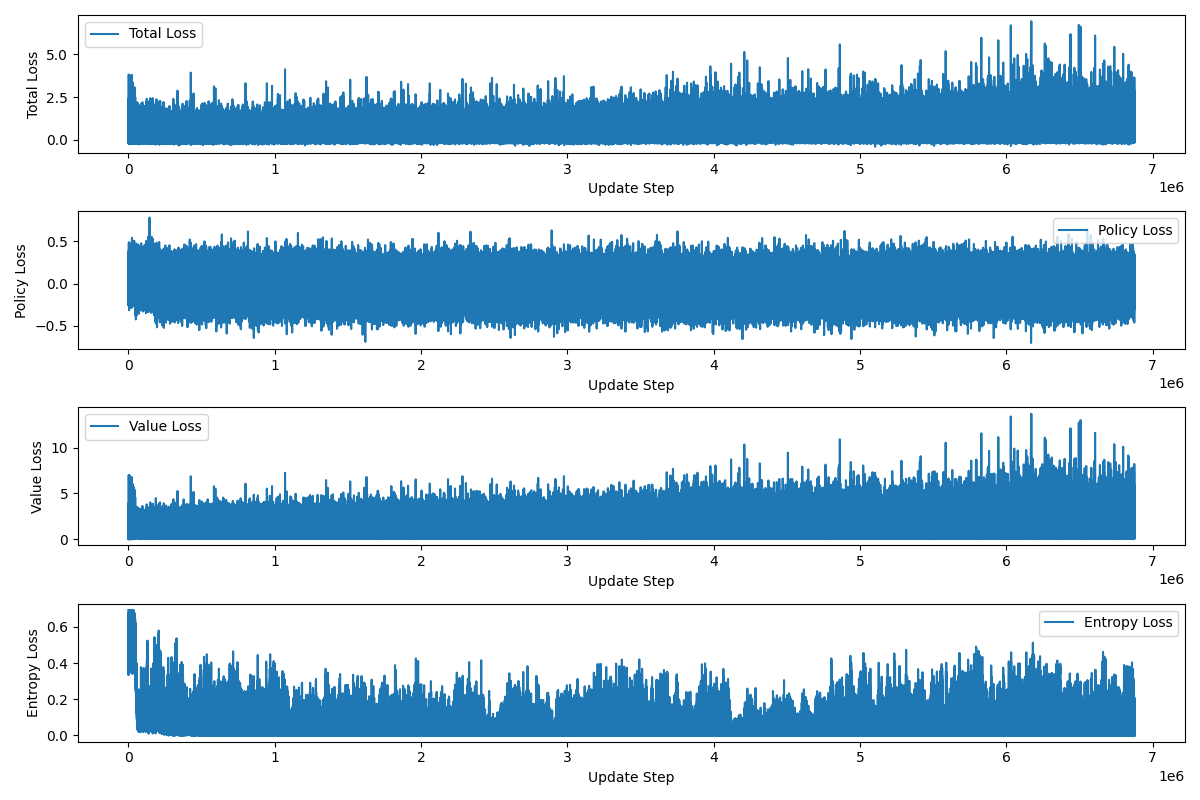 Total Loss
Total Loss
5.0
2.5
0.0
0 1 2 3 4 5 6 7
1e6
Update Step
Policy Loss
Policy Loss
0.5
0.0
−0.5
0 1 2 3 4 5 6 7
1e6
Update Step
Value Loss
Value Loss
10
5
0
0 1 2 3 4 5 6 7
1e6
Update Step
Entropy Loss
Entropy Loss
0.6
0.4
0.2
0.0
0 1 2 3 4 5 6 7
1e6
Update Step